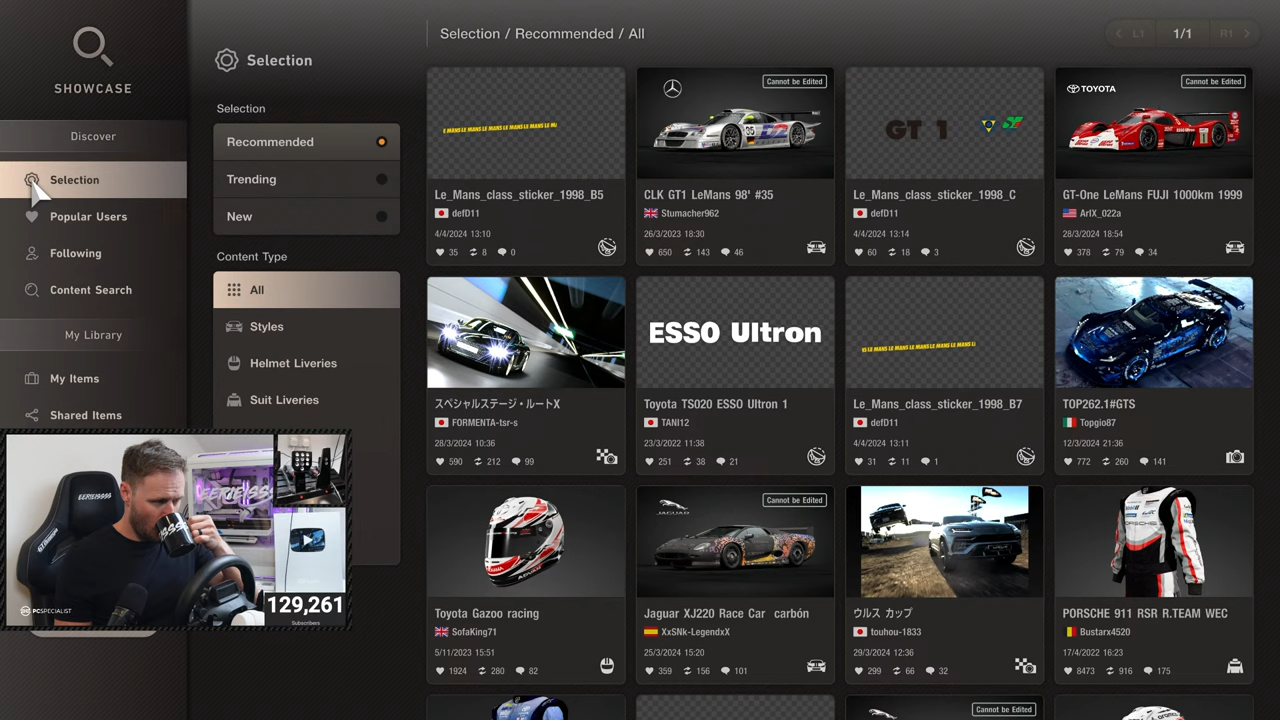 SHOWCASE
Discover
Selection
Popular Users
Following
Content Search
My Library
My Items
Shared Items
Selection
Selection
Recommended
Trending
New
Content Type
All
Styles
Helmet Liveries
Suit Liveries
Selection / Recommended / All
L1
1/1
R1
Le_Mans_class_sticker_1998_B5
defD11
4/4/2024 13:10
35 8 0
Cannot be Edited
CLK GT1 LeMans 98' #35
Stumacher962
26/3/2023 18:30
650 143 46
GT 1
Le_Mans_class_sticker_1998_C
defD11
4/4/2024 13:14
60 18 3
TOYOTA
Cannot be Edited
GT-One LeMans FUJI 1000km 1999
ArIX_022a
28/3/2024 18:54
378 79 34
スペシャルステージ・ルートX
FORMENTA-tsr-s
28/3/2024 10:36
590 212 99
ESSO Ultron
Toyota TS020 ESSO Ultron 1
TANI12
23/3/2022 11:38
251 38 21
Le_Mans_class_sticker_1998_B7
defD11
4/4/2024 13:11
31 11 1
TOP262.1#GTS
Topgio87
12/3/2024 21:36
772 260 141
Toyota Gazoo racing
SofaKing71
5/11/2023 15:51
1924 280 82
JAGUAR
Cannot be Edited
Jaguar XJ220 Race Car carbón
XxSNk-LegendxX
25/3/2024 15:20
359 156 101
ウルス カップ
touhou-1833
29/3/2024 12:36
299 66 32
PORSCHE 911 RSR R.TEAM WEC
Bustarx4520
17/4/2022 16:23
8473 916 175
Cannot be Edited
EERIEISSSS
PCSPECIALIST
129,261
Subscribers